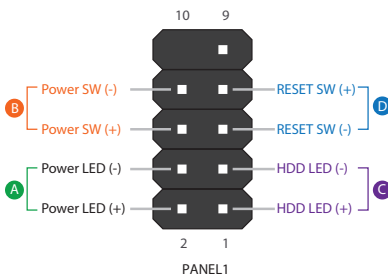 10 9
B Power SW (-) RESET SW (+) D
Power SW (+) RESET SW (-)
A Power LED (-) HDD LED (-) C
Power LED (+) HDD LED (+)
2 1
PANEL1